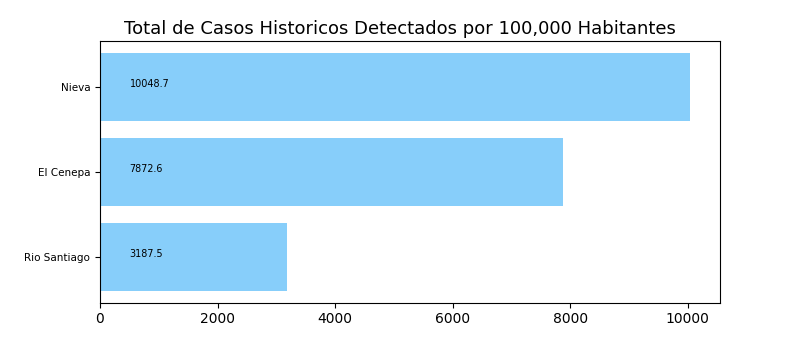 Total de Casos Historicos Detectados por 100,000 Habitantes
Nieva
10048.7
El Cenepa
7872.6
Rio Santiago
3187.5
0 2000 4000 6000 8000 10000